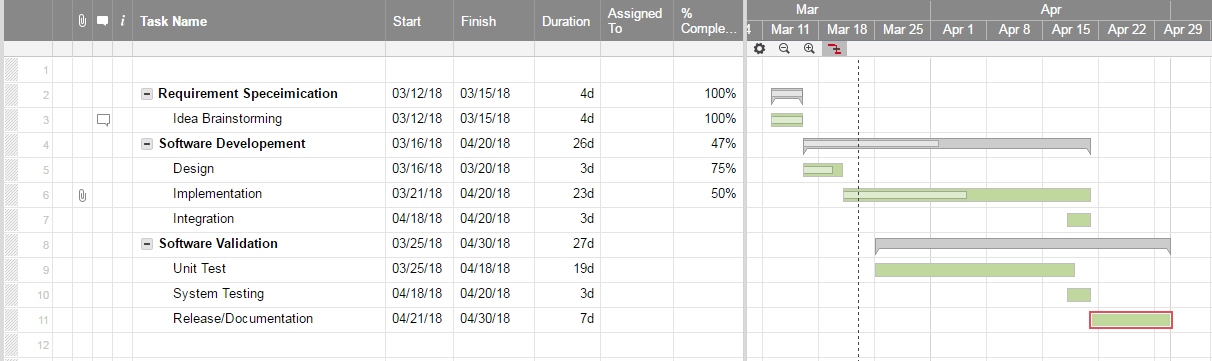 Mar Apr
i Task Name Start Finish Duration Assigned To % Comple... 4 Mar 11 Mar 18 Mar 25 Apr 1 Apr 8 Apr 15 Apr 22 Apr 29
1
2 Requirement Speceimication 03/12/18 03/15/18 4d 100%
3 Idea Brainstorming 03/12/18 03/15/18 4d 100%
4 Software Developement 03/16/18 04/20/18 26d 47%
5 Design 03/16/18 03/20/18 3d 75%
6 Implementation 03/21/18 04/20/18 23d 50%
7 Integration 04/18/18 04/20/18 3d
8 Software Validation 03/25/18 04/30/18 27d
9 Unit Test 03/25/18 04/18/18 19d
10 System Testing 04/18/18 04/20/18 3d
11 Release/Documentation 04/21/18 04/30/18 7d
12